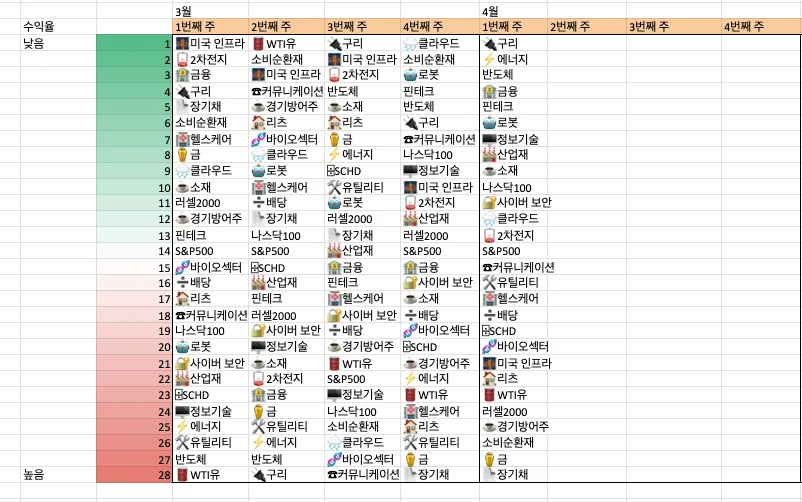 3월 4월
수익율 1번째 주 2번째 주 3번째 주 4번째 주 1번째 주 2번째 주 3번째 주 4번째 주
낮음 1 미국 인프라 WTI유 구리 클라우드 구리
2 2차전지 소비순환재 미국 인프라 소비순환재 에너지
3 금융 미국 인프라 2차전지 로봇 반도체
4 구리 커뮤니케이션 반도체 핀테크 금융
5 장기채 경기방어주 소재 반도체 핀테크
6 소비순환재 리츠 리츠 구리 로봇
7 헬스케어 바이오섹터 금 커뮤니케이션 정보기술
8 금 클라우드 에너지 나스닥100 산업재
9 클라우드 로봇 SCHD 정보기술 소재
10 소재 헬스케어 유틸리티 미국 인프라 나스닥100
11 러셀2000 배당 로봇 2차전지 사이버 보안
12 경기방어주 장기채 러셀2000 산업재 클라우드
13 핀테크 나스닥100 장기채 러셀2000 2차전지
14 S&P500 S&P500 산업재 S&P500 S&P500
15 바이오섹터 SCHD 금융 금융 커뮤니케이션
16 배당 산업재 핀테크 사이버 보안 유틸리티
17 리츠 핀테크 헬스케어 소재 헬스케어
18 커뮤니케이션 러셀2000 사이버 보안 배당 배당
19 나스닥100 사이버 보안 배당 바이오섹터 SCHD
20 로봇 정보기술 경기방어주 SCHD 바이오섹터
21 사이버 보안 소재 WTI유 경기방어주 미국 인프라
22 산업재 2차전지 S&P500 에너지 리츠
23 SCHD 금융 정보기술 WTI유 WTI유
24 정보기술 금 나스닥100 헬스케어 러셀2000
25 에너지 유틸리티 소비순환재 리츠 경기방어주
26 유틸리티 에너지 클라우드 유틸리티 소비순환재
27 반도체 반도체 바이오섹터 금 금
높음 28 WTI유 구리 커뮤니케이션 장기채 장기채